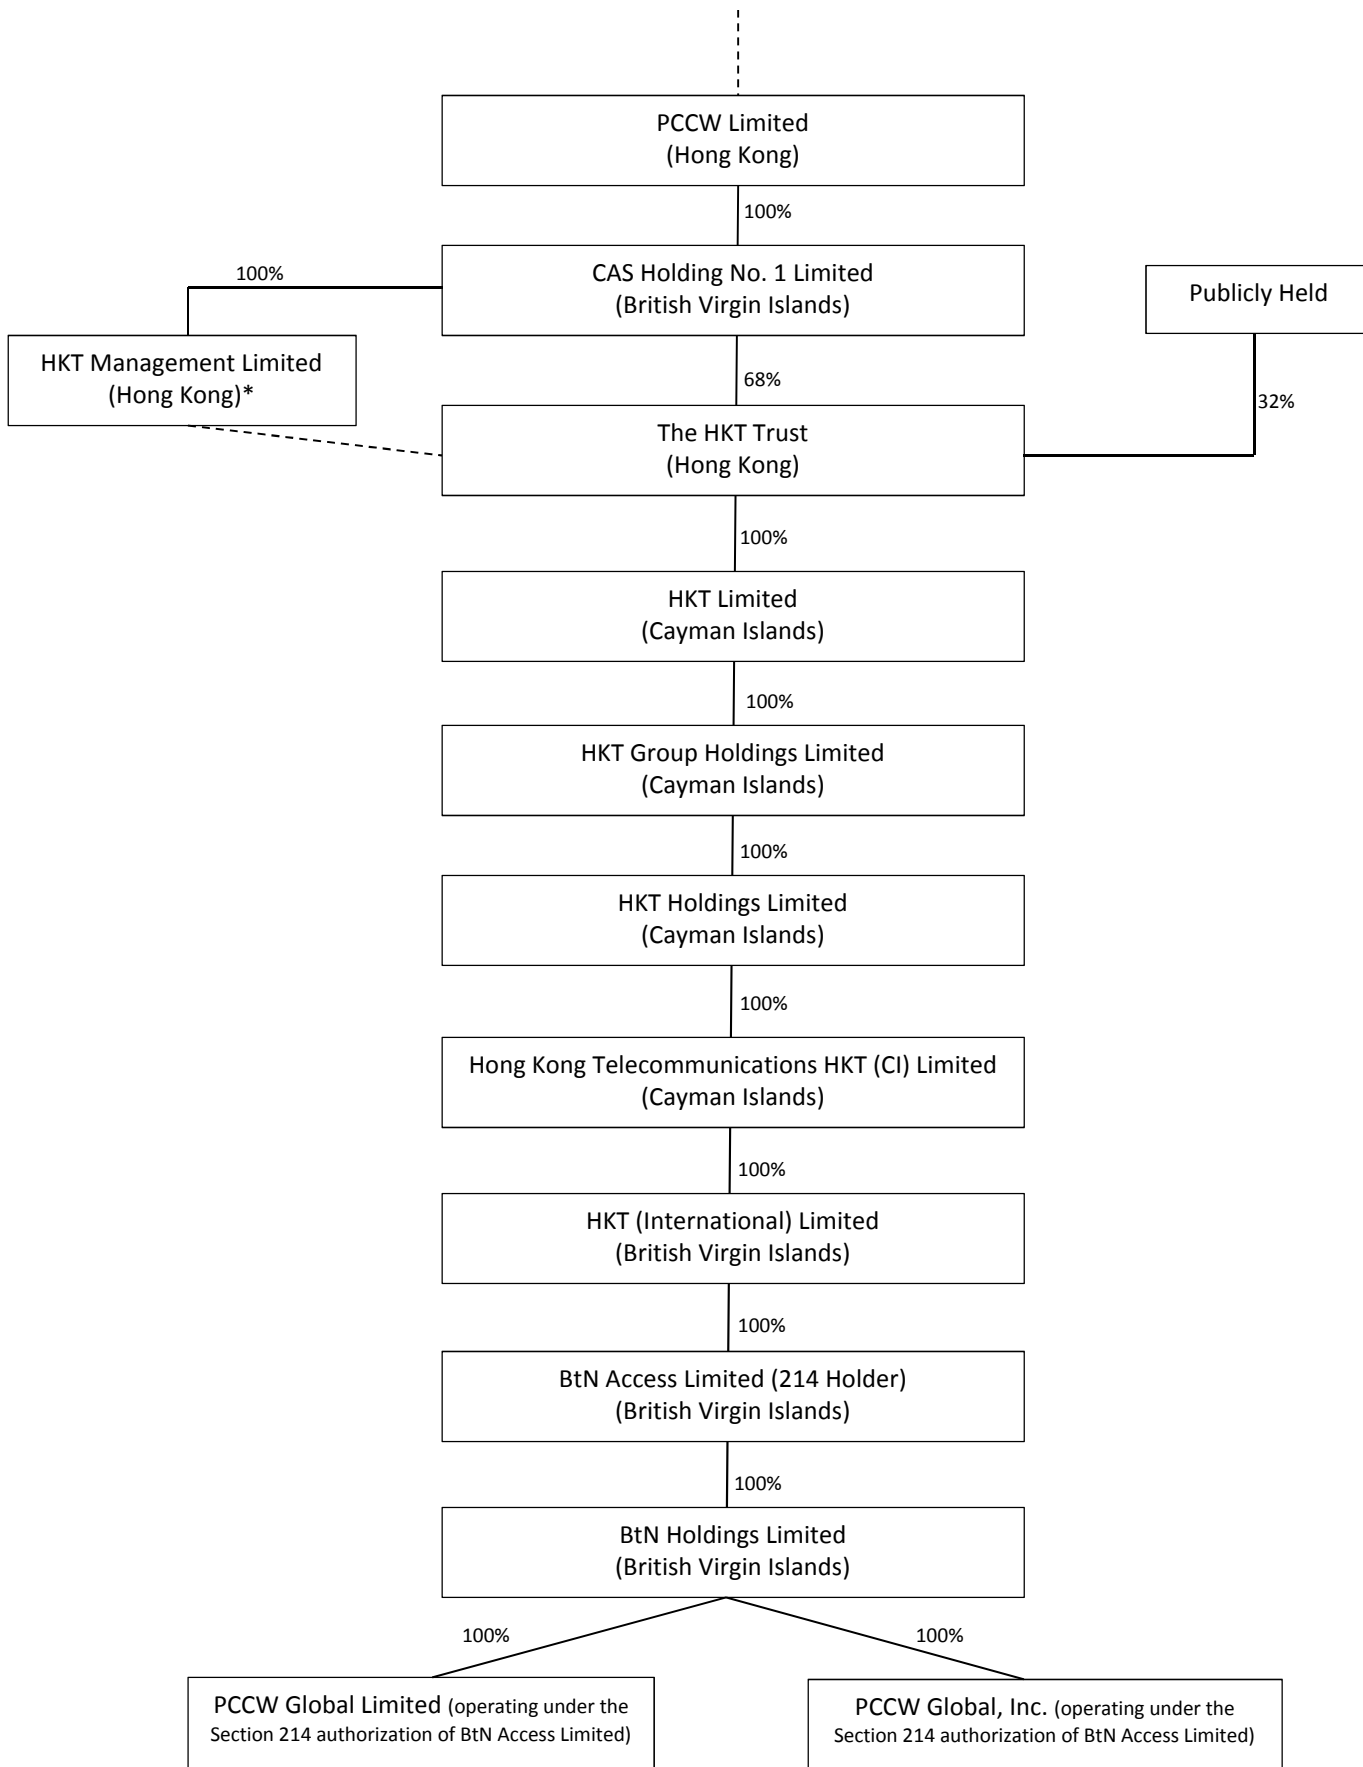 PCCW Limited
(Hong Kong)
100%
CAS Holding No. 1 Limited
(British Virgin Islands)
100%
Publicly Held
HKT Management Limited
(Hong Kong)*
68%
32%
The HKT Trust
(Hong Kong)
100%
HKT Limited
(Cayman Islands)
100%
HKT Group Holdings Limited
(Cayman Islands)
100%
HKT Holdings Limited
(Cayman Islands)
100%
Hong Kong Telecommunications HKT (CI) Limited
(Cayman Islands)
100%
HKT (International) Limited
(British Virgin Islands)
100%
BtN Access Limited (214 Holder)
(British Virgin Islands)
100%
BtN Holdings Limited
(British Virgin Islands)
100%
100%
PCCW Global Limited (operating under the
Section 214 authorization of BtN Access Limited)
PCCW Global, Inc. (operating under the
Section 214 authorization of BtN Access Limited)